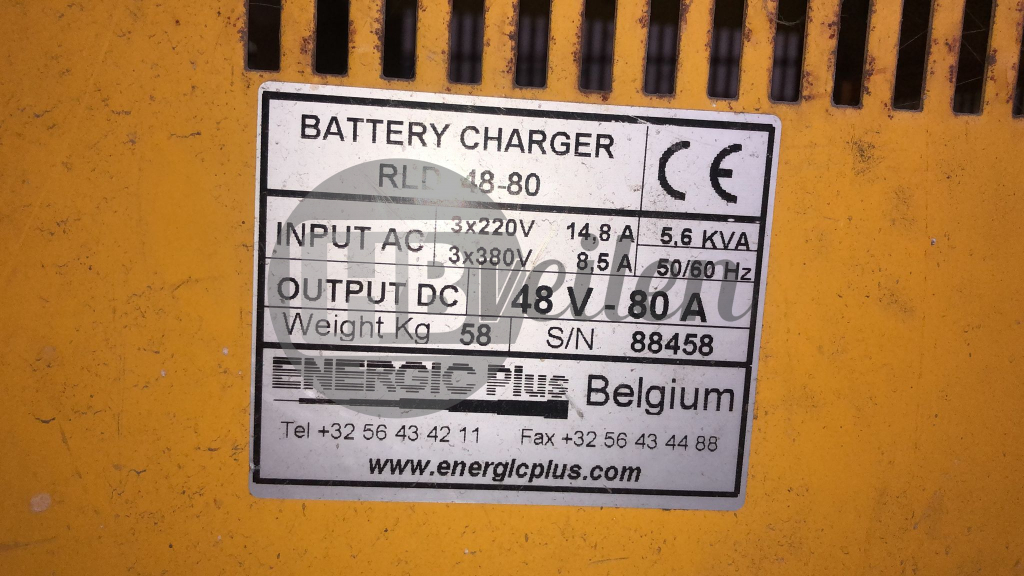 BATTERY CHARGER
RLD 48-80
CE
INPUT AC 3x220V 14,8 A 5,6 KVA
3x380V 8,5 A 50/60 Hz
OUTPUT DC 48 V - 80 A
Weight Kg 58 S/N 88458
ENERGIC Plus Belgium
Tel +32 56 43 42 11 Fax +32 56 43 44 88
www.energicplus.com
HBveilen